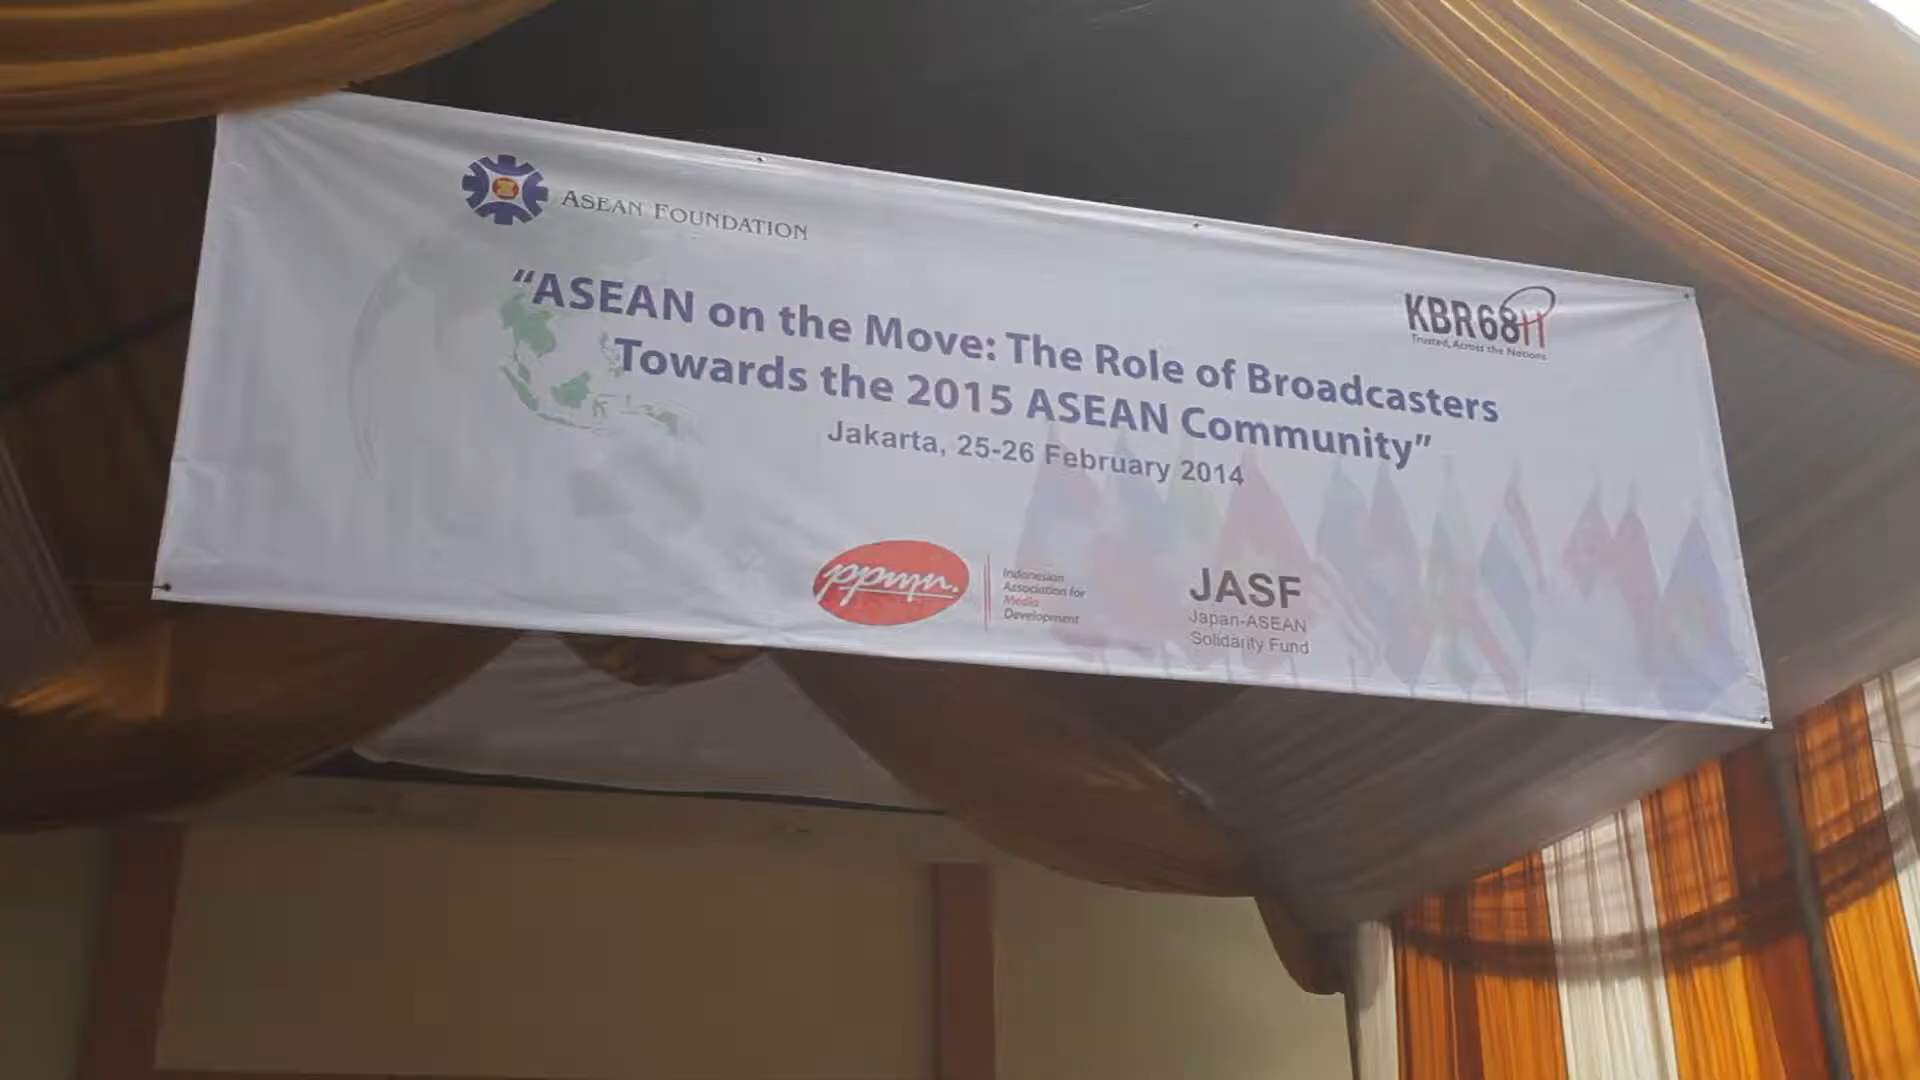 ASEAN FOUNDATION
KBR68H
Trusted, Across the Nations
“ASEAN on the Move: The Role of Broadcasters
Towards the 2015 ASEAN Community”
Jakarta, 25-26 February 2014
ppmn.
Indonesian
Association for
Media
Development
JASF
Japan-ASEAN
Solidarity Fund